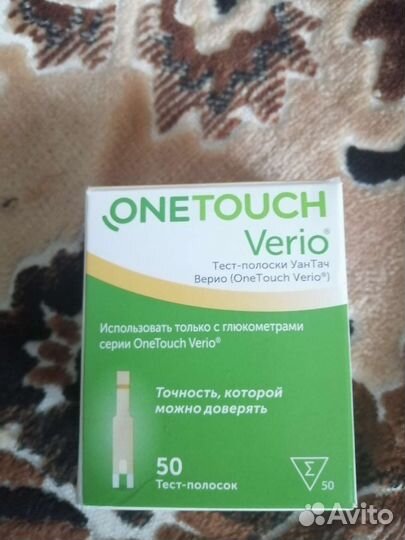 ONETOUCH
Verio®
Тест-полоски УанТач
Верио (OneTouch Verio®)
Использовать только с глюкометрами
серии OneTouch Verio®
Точность, которой
можно доверять
50
Тест-полосок
Σ
50
Avito